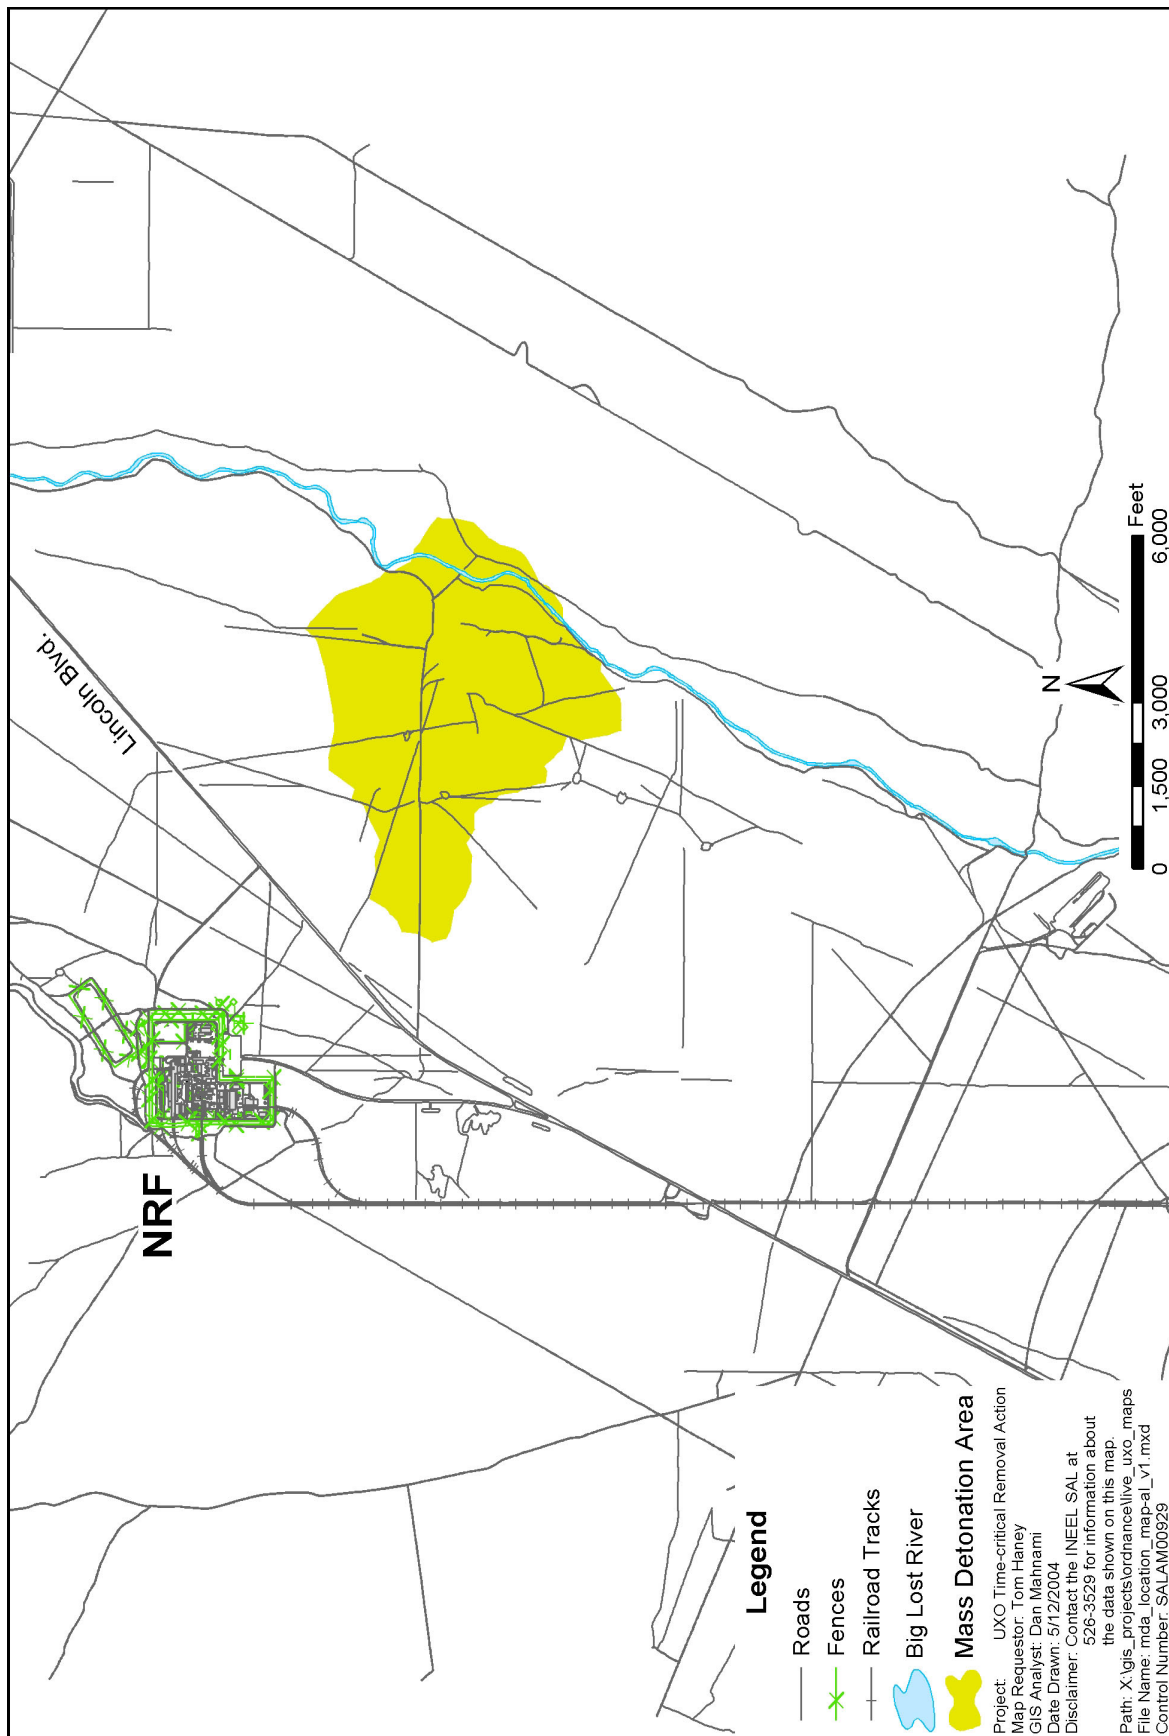 NRF
Lincoln Blvd.
N
0 1,500 3,000 6,000
Feet
Legend
Roads
Fences
Railroad Tracks
Big Lost River
Mass Detonation Area
Project: UXO Time-critical Removal Action
Map Requestor: Tom Haney
GIS Analyst: Dan Mahnami
Date Drawn: 5/12/2004
Disclaimer: Contact the INEEL SAL at
526-3529 for information about
the data shown on this map.
Path: X:\gis_projects\ordnance\live_uxo_maps
File Name: mda_location_map-al_v1.mxd
Control Number: SALAM00929